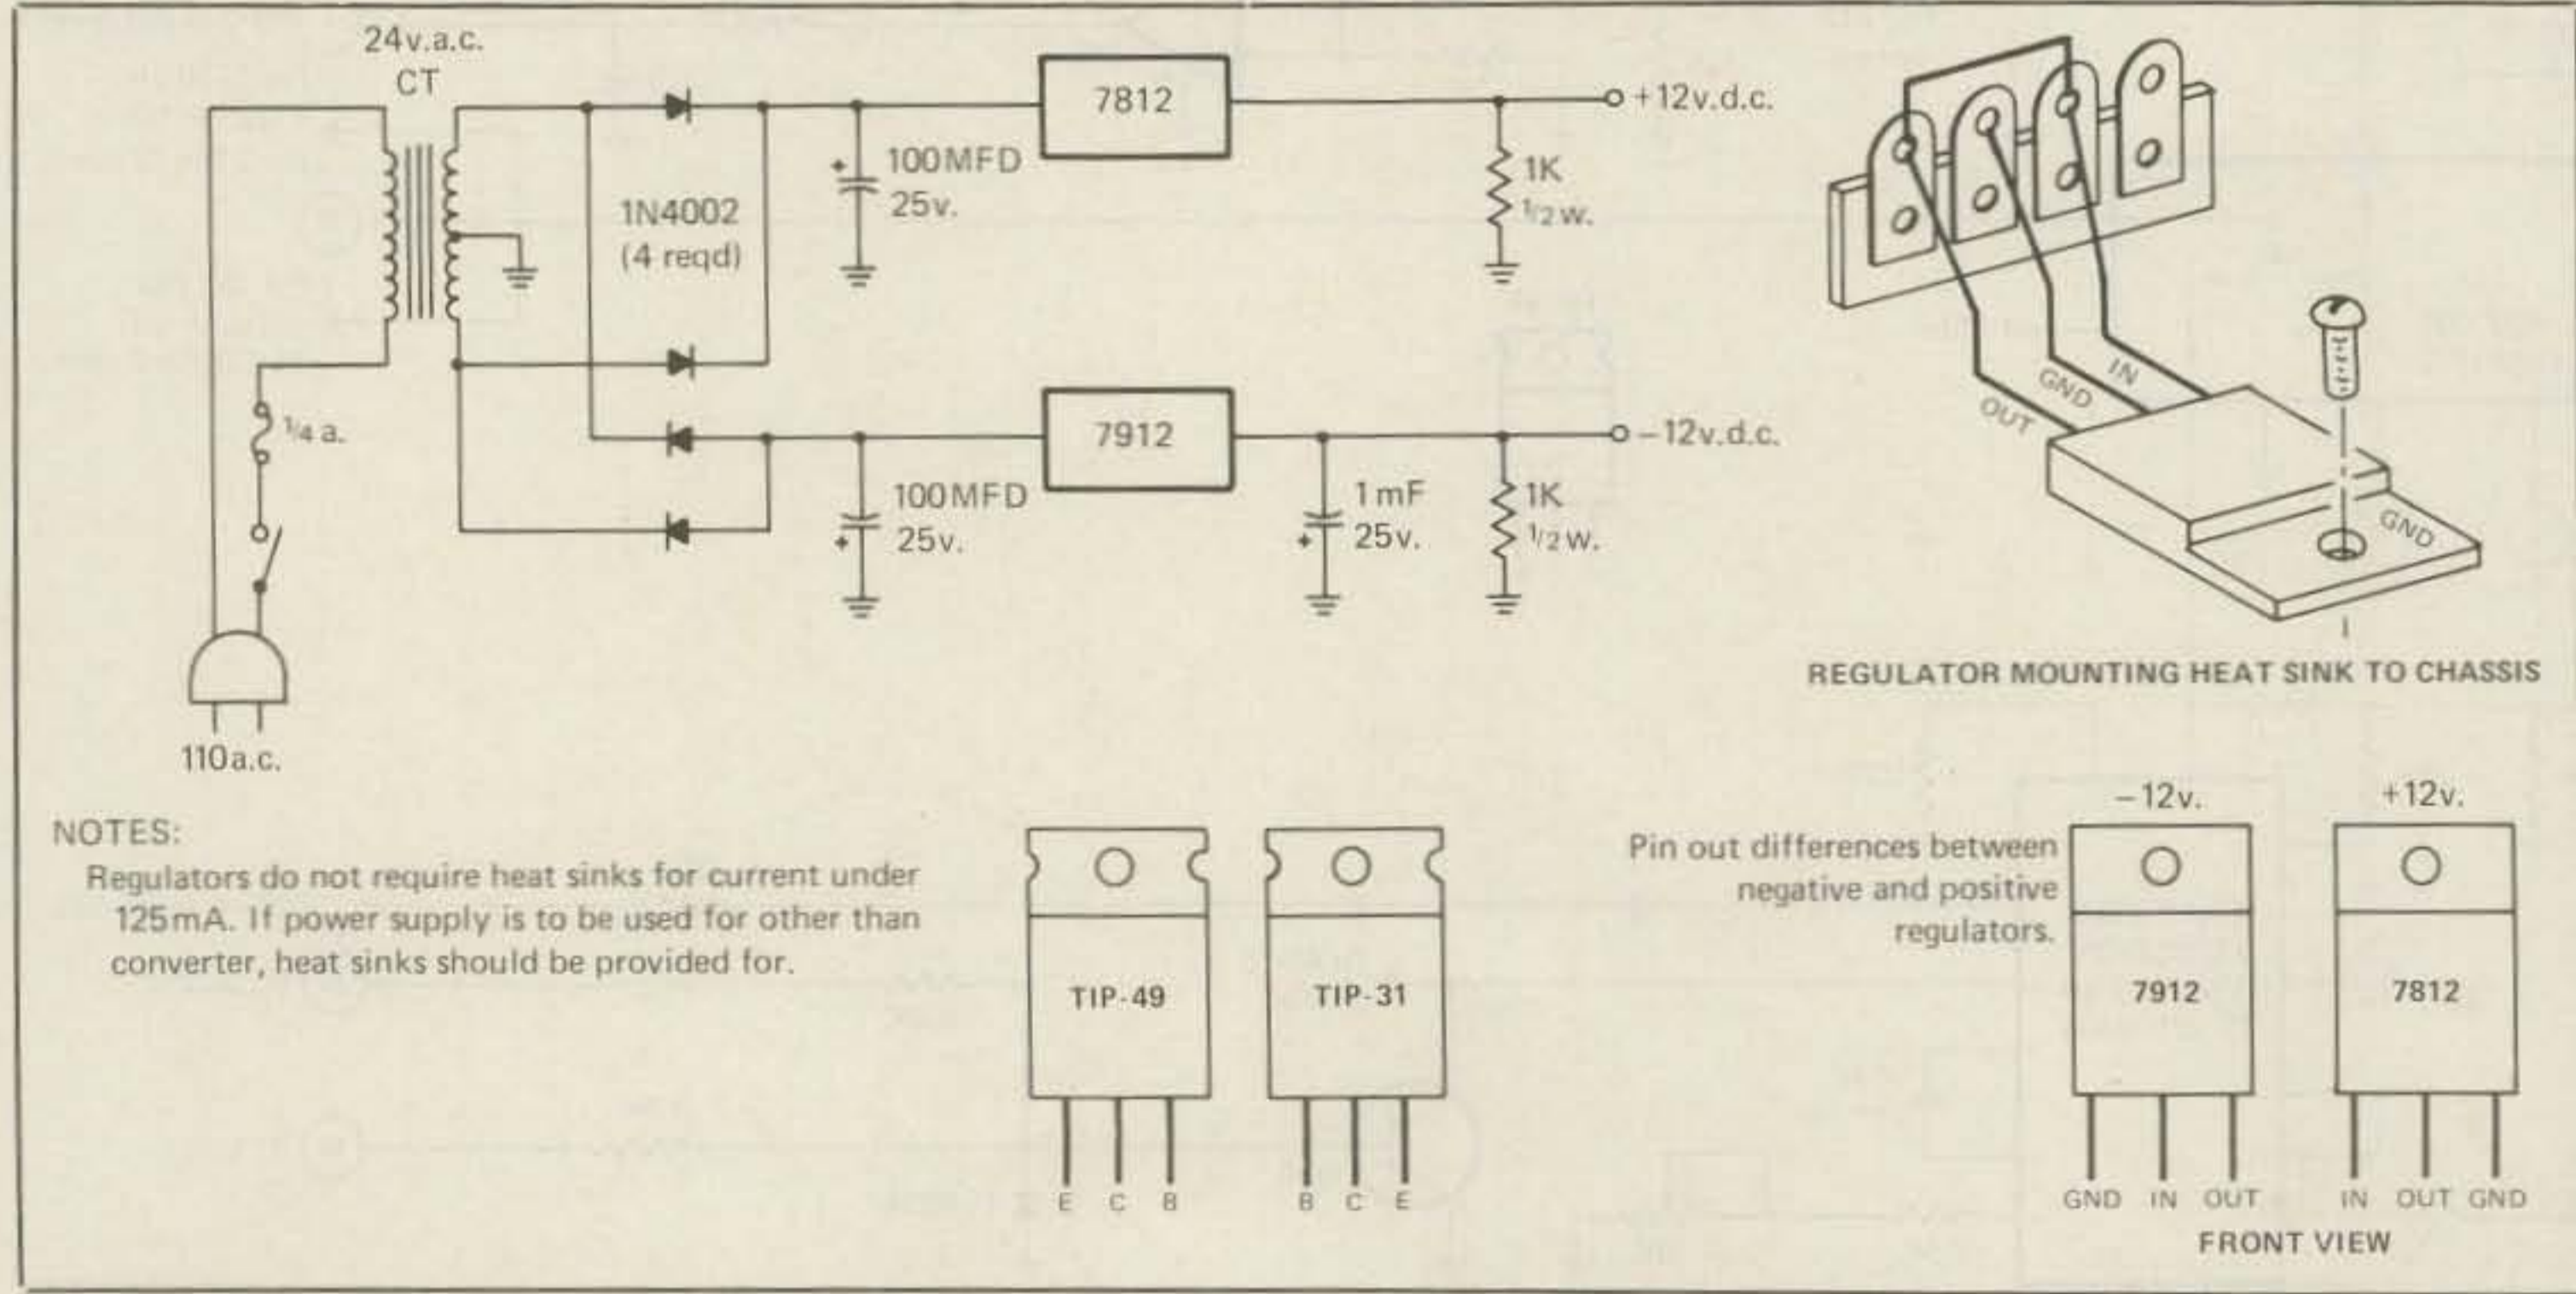 24v.a.c.
CT
7812
+12v.d.c.
100MFD
25v.
1N4002
(4 reqd)
1K
1/2w.
1/4 a.
7912
-12v.d.c.
100MFD
25v.
1mF
25v.
1K
1/2w.
110a.c.
OUT
GND
IN
GND
REGULATOR MOUNTING HEAT SINK TO CHASSIS
NOTES:
Regulators do not require heat sinks for current under
125mA. If power supply is to be used for other than
converter, heat sinks should be provided for.
TIP-49
E C B
TIP-31
B C E
Pin out differences between
negative and positive
regulators.
-12v.
7912
GND IN OUT
+12v.
7812
IN OUT GND
FRONT VIEW